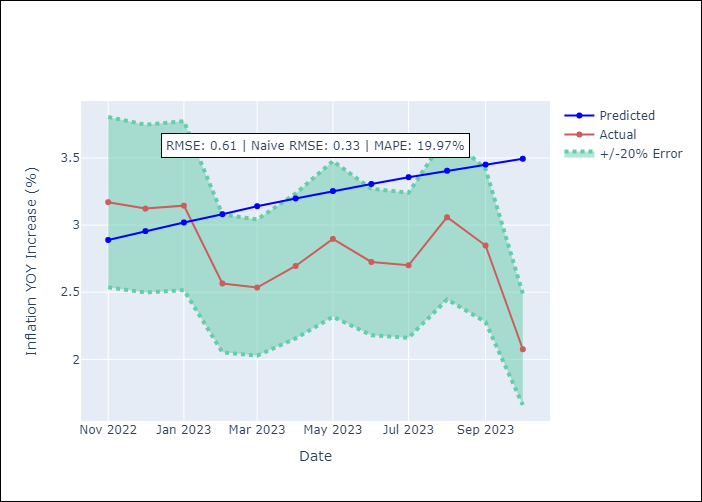 RMSE: 0.61 | Naive RMSE: 0.33 | MAPE: 19.97%
Predicted
Actual
+/-20% Error
Inflation YOY Increase (%)
3.5
3
2.5
2
Nov 2022
Jan 2023
Mar 2023
May 2023
Jul 2023
Sep 2023
Date